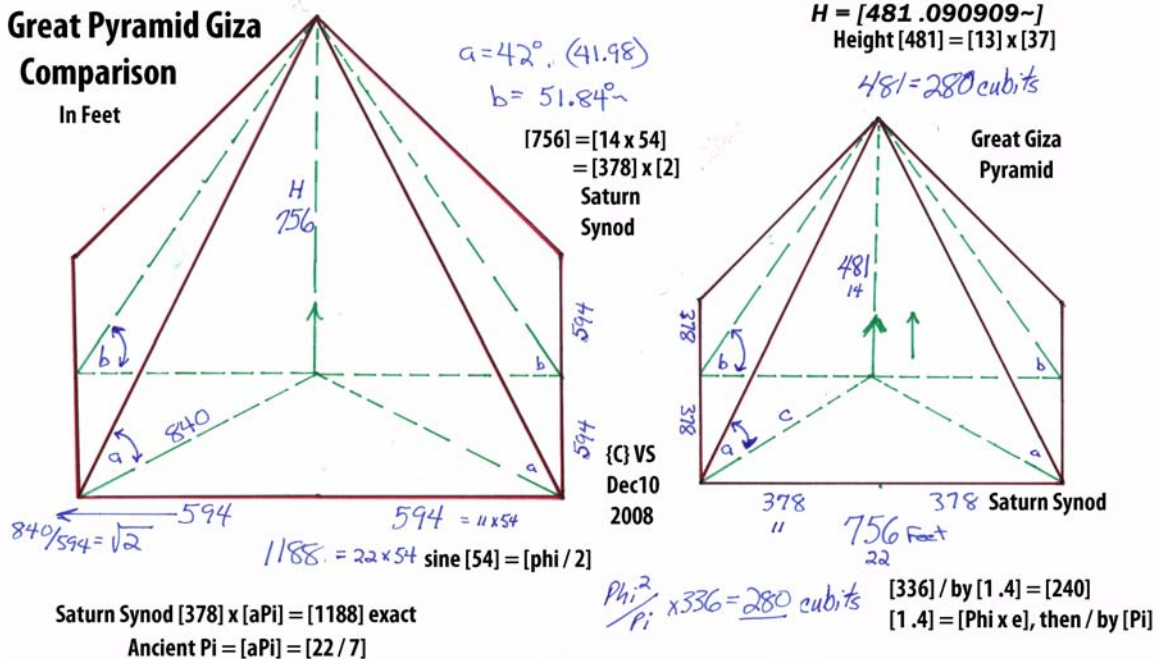 Great Pyramid Giza
Comparison
In Feet
a = 42°. (41.98)
b = 51.84°~
[756] = [14 x 54]
= [378] x [2]
Saturn
Synod
H
756
594
594
b
b
840
a
a
594
594 = 11 x 54
840/594 = √2
1188. = 22 x 54 sine [54] = [phi / 2]
Saturn Synod [378] x [aPi] = [1188] exact
Ancient Pi = [aPi] = [22 / 7]
{C} VS
Dec10
2008
H = [481 .090909~]
Height [481] = [13] x [37]
481 = 280 cubits
Great Giza
Pyramid
481
14
378
378
b
b
c
a
a
378
11
378 Saturn Synod
756 Feet
22
Phi²/Pi x 336 = 280 cubits
[336] / by [1 .4] = [240]
[1 .4] = [Phi x e], then / by [Pi]